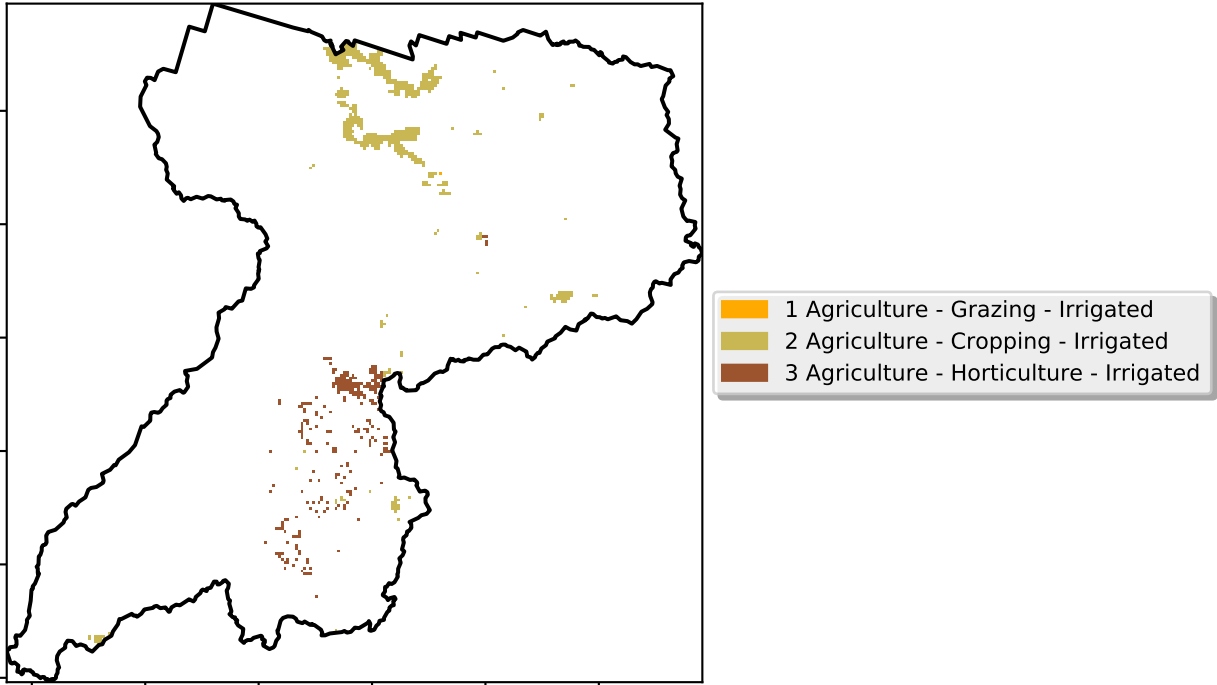 1 Agriculture - Grazing - Irrigated
2 Agriculture - Cropping - Irrigated
3 Agriculture - Horticulture - Irrigated